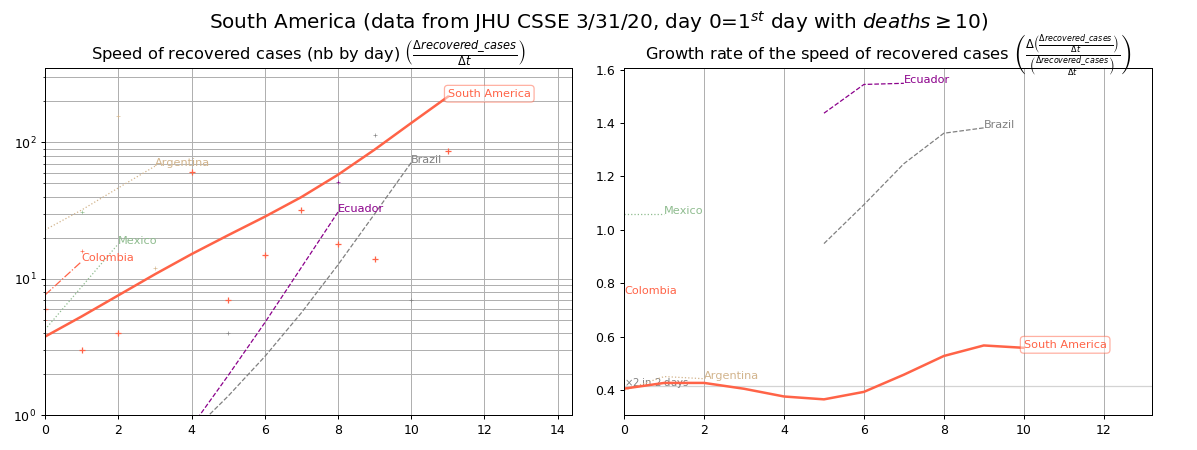 South America (data from JHU CSSE 3/31/20, day 0=1st day with deaths ≥ 10)
Speed of recovered cases (nb by day) (Δrecovered_cases/Δt)
Growth rate of the speed of recovered cases (Δ(Δrecovered_cases/Δt)/Δt/(Δrecovered_cases/Δt))
South America
Argentina
Brazil
Ecuador
Mexico
Colombia
10²
10¹
10⁰
0 2 4 6 8 10 12 14
Ecuador
Brazil
Mexico
Colombia
South America
Argentina
×2 in 2 days
1.6
1.4
1.2
1.0
0.8
0.6
0.4
0 2 4 6 8 10 12